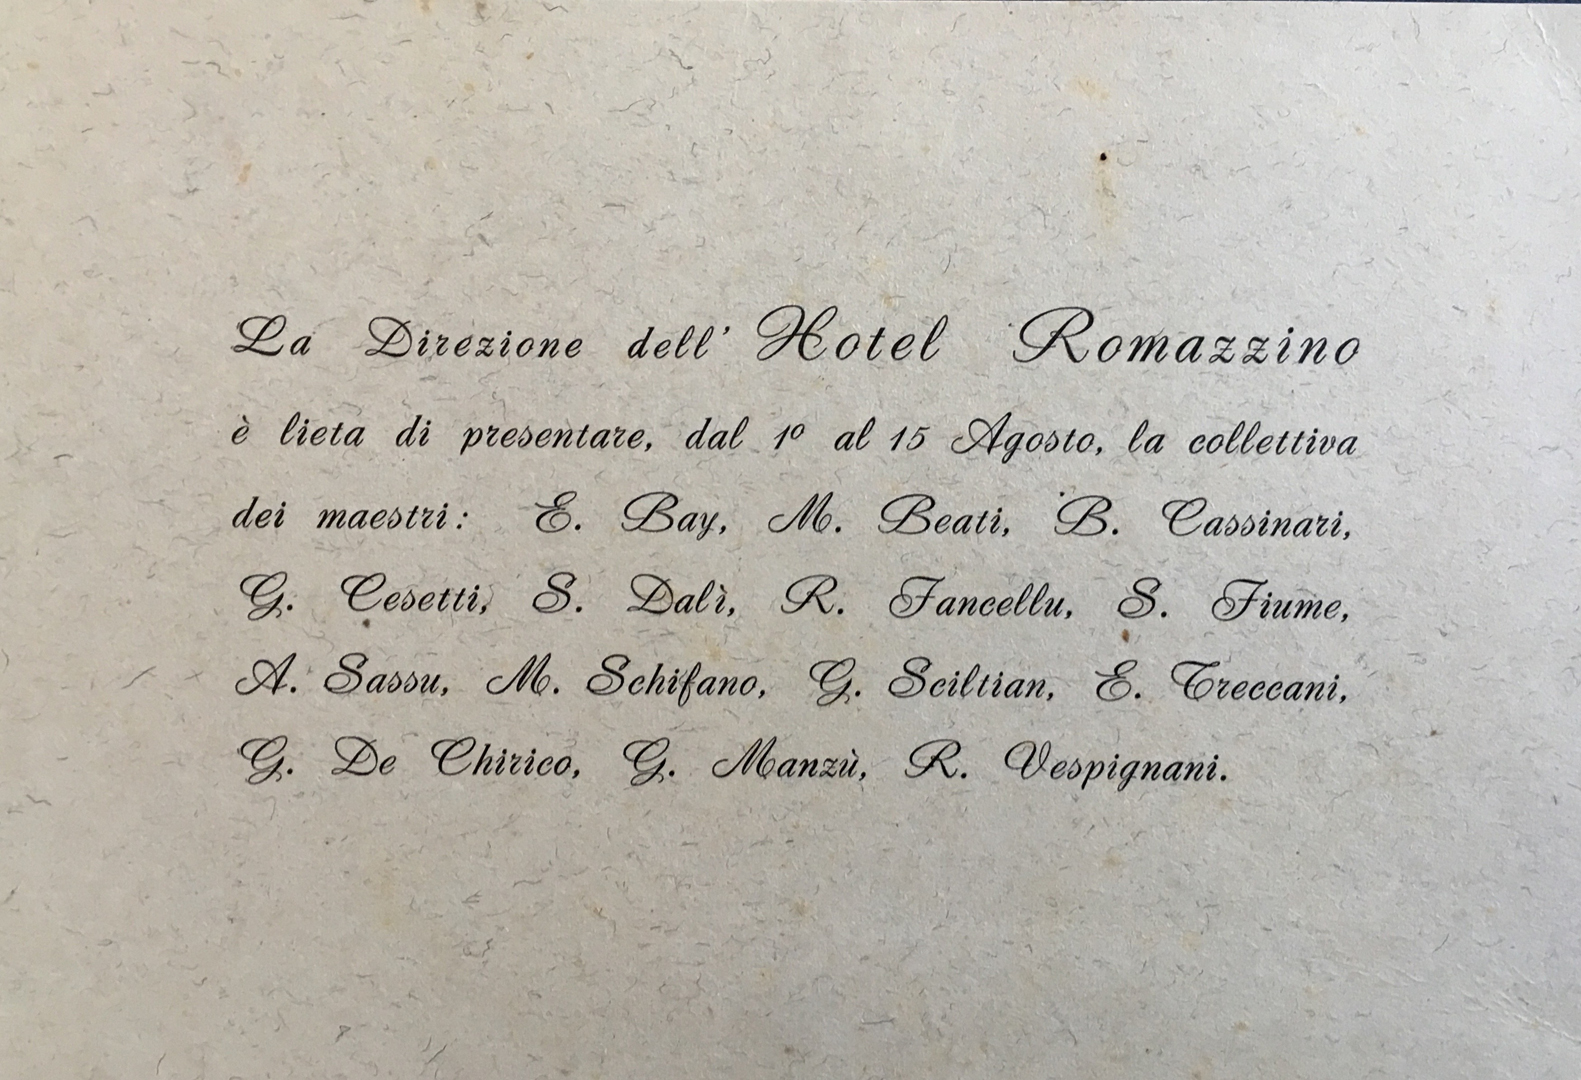 La Direzione dell' Hotel Romazzino
è lieta di presentare, dal 1º al 15 Agosto, la collettiva
dei maestri: E. Bay, M. Beati, B. Cassinari,
G. Cesetti, S. Dalì, R. Fancellu, S. Fiume,
A. Sassu, M. Schifano, G. Sciltian, E. Treccani,
G. De Chirico, G. Manzù, R. Vespignani.